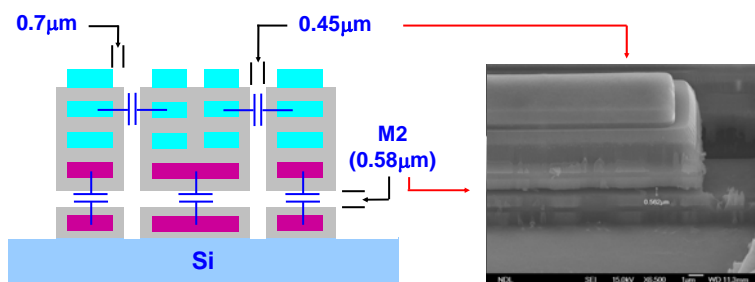 0.7μm
0.45μm
M2
(0.58μm)
Si
0.562μm
NDL
SEI
15.0kV
X6,500
1μm
WD 11.3mm